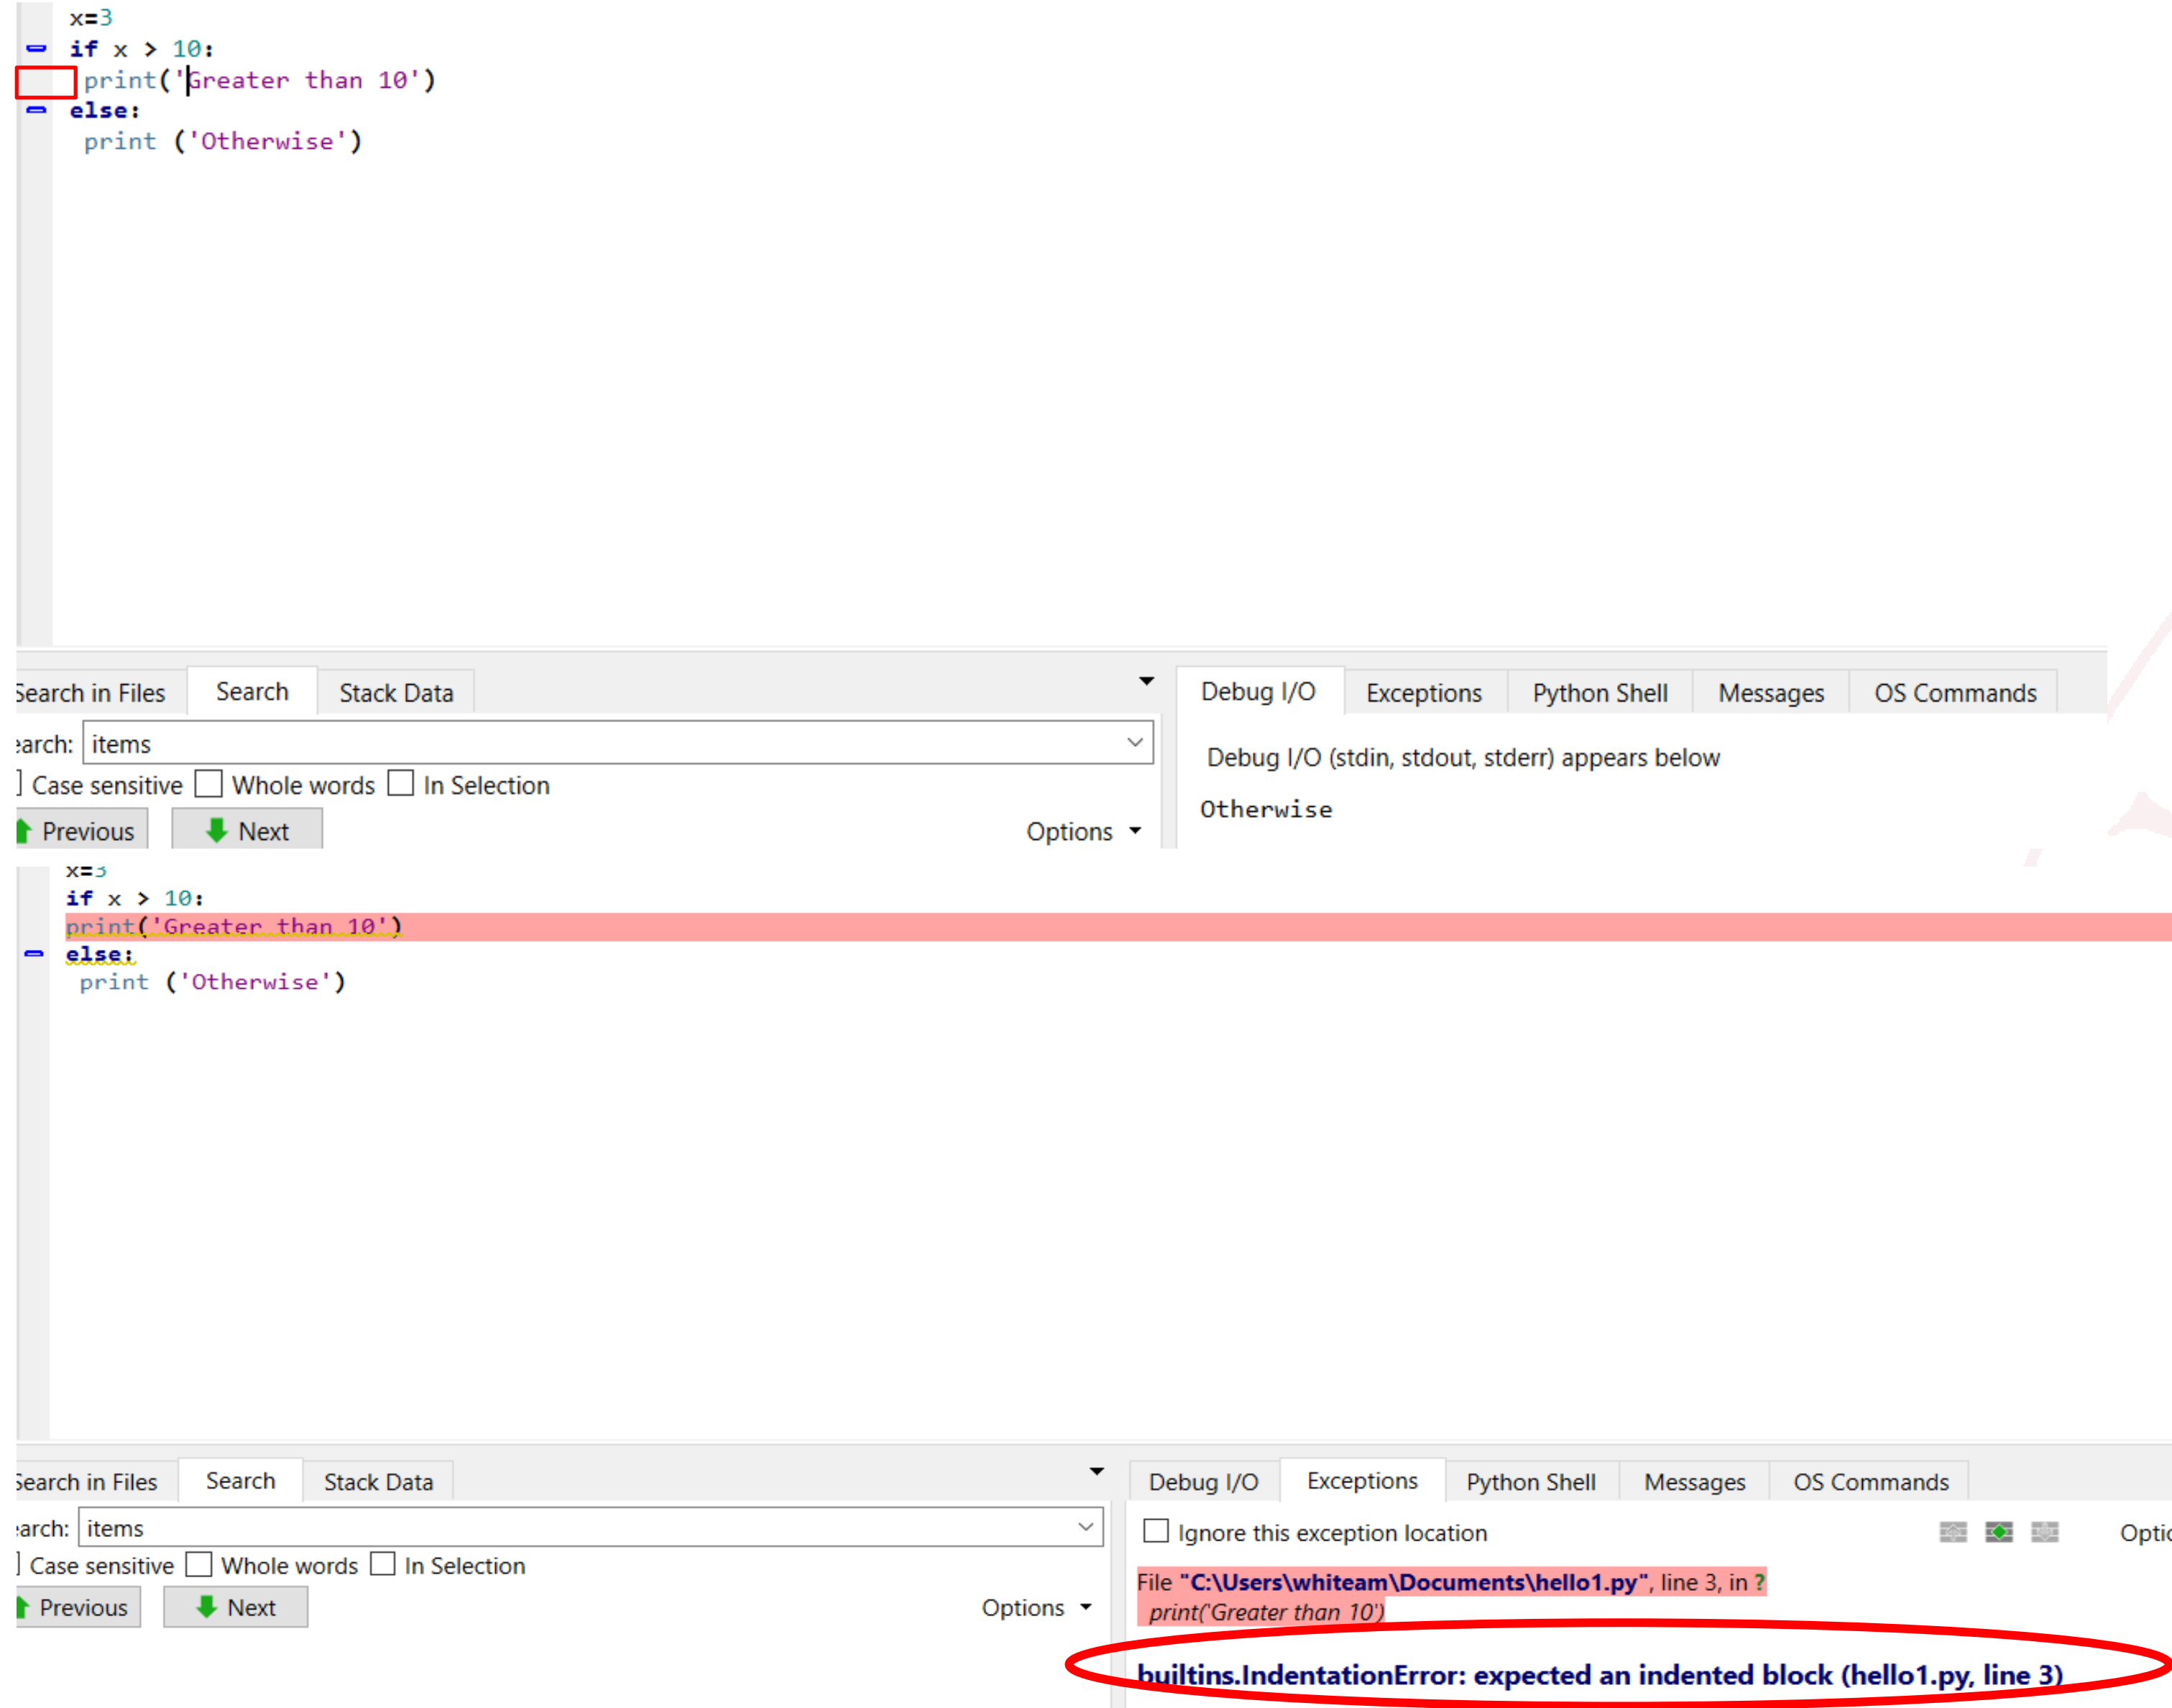 x=3
if x > 10:
print('Greater than 10')
else:
print ('Otherwise')
Search in Files Search Stack Data
Debug I/O Exceptions Python Shell Messages OS Commands
earch: items
Case sensitive Whole words In Selection
Previous Next Options
Debug I/O (stdin, stdout, stderr) appears below
Otherwise
x=3
if x > 10:
print('Greater than 10')
else:
print ('Otherwise')
Search in Files Search Stack Data
Debug I/O Exceptions Python Shell Messages OS Commands
earch: items
Case sensitive Whole words In Selection
Previous Next Options
Ignore this exception location Optio
File "C:\Users\whiteam\Documents\hello1.py", line 3, in ?
print('Greater than 10')
builtins.IndentationError: expected an indented block (hello1.py, line 3)